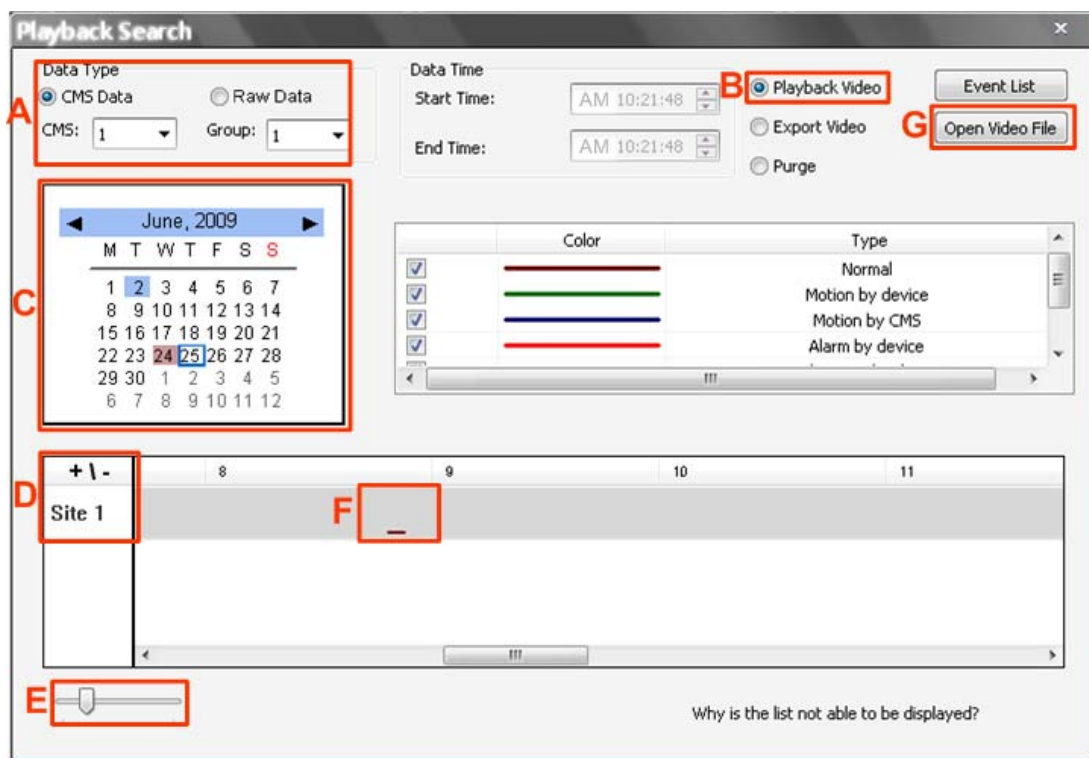 Playback Search
x
A
Data Type
CMS Data
Raw Data
CMS: 1
Group: 1
Data Time
Start Time: AM 10:21:48
End Time: AM 10:21:48
B
Playback Video
Export Video
Purge
Event List
G
Open Video File
C
June, 2009
M T W T F S S
1 2 3 4 5 6 7
8 9 10 11 12 13 14
15 16 17 18 19 20 21
22 23 24 25 26 27 28
29 30 1 2 3 4 5
6 7 8 9 10 11 12
Color Type
Normal
Motion by device
Motion by CMS
Alarm by device
D
+ \ - 8 9 10 11
Site 1
F
E
Why is the list not able to be displayed?